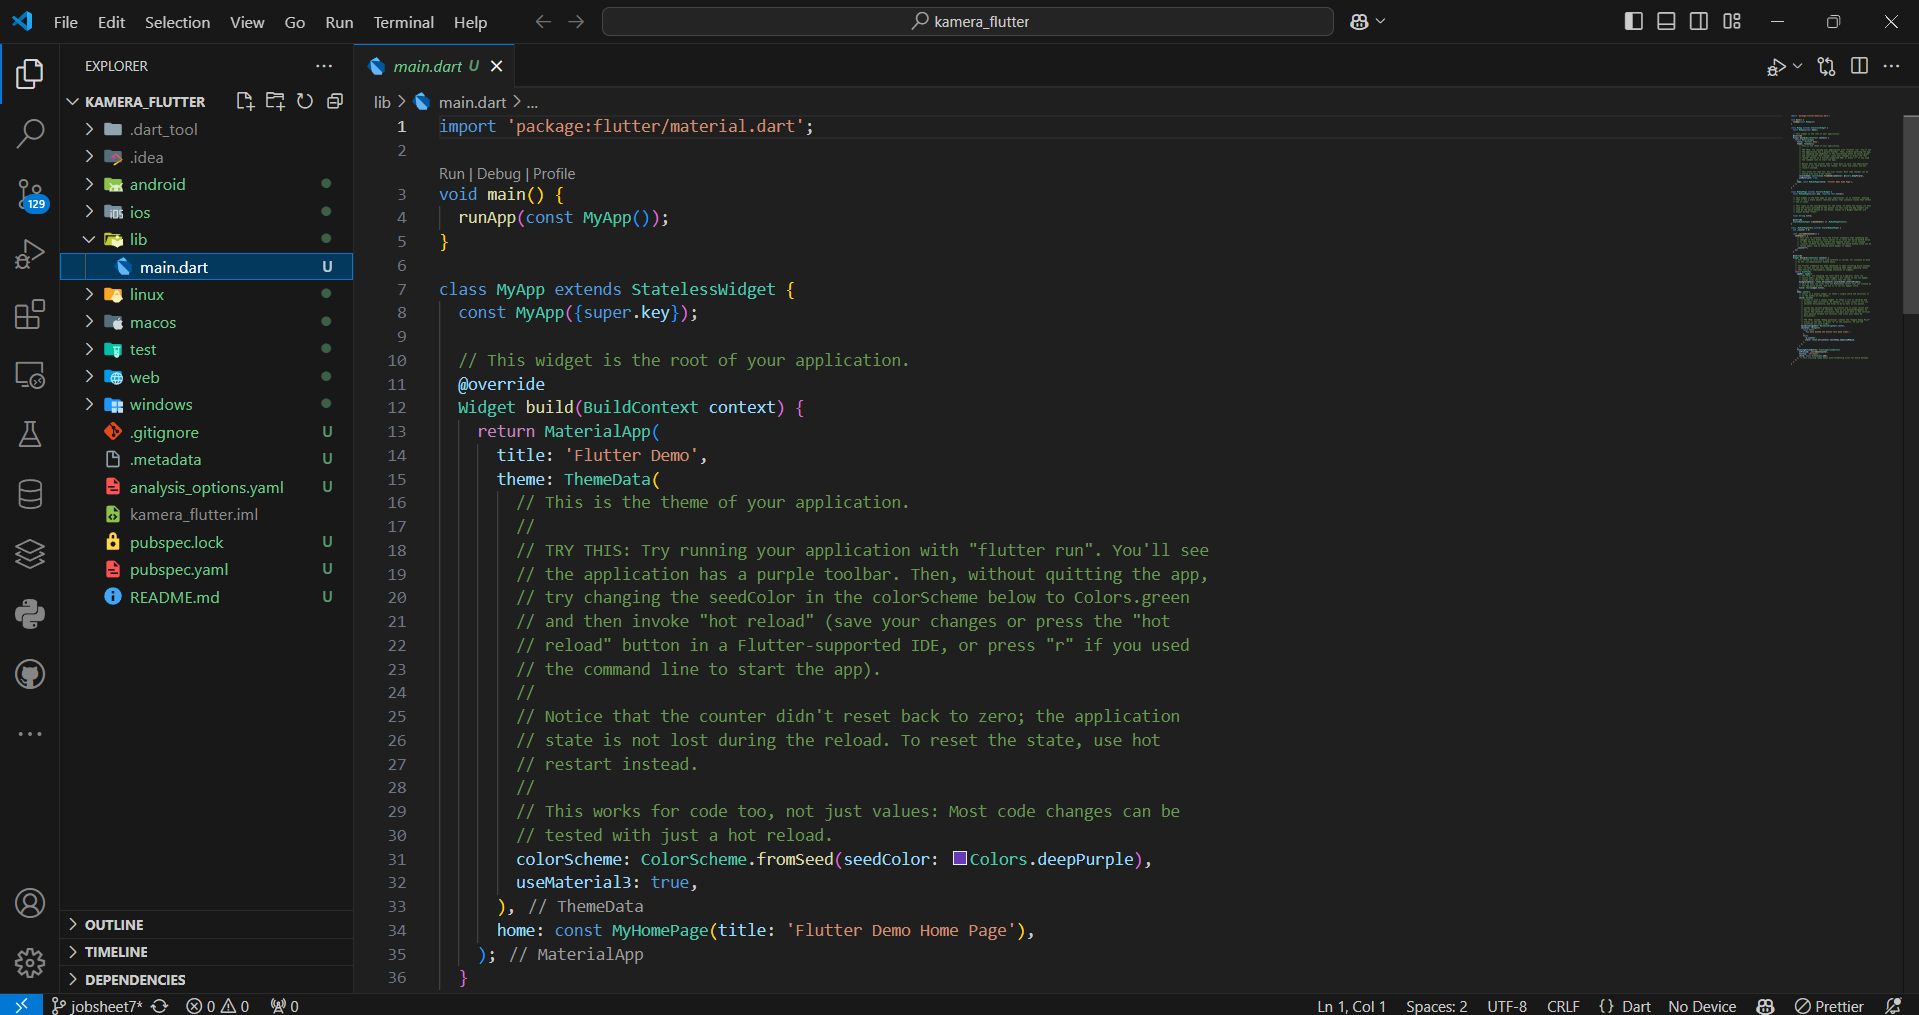 File Edit Selection View Go Run Terminal Help
kamera_flutter
EXPLORER
KAMERA_FLUTTER
.dart_tool
.idea
android
ios
lib
main.dart U
linux
macos
test
web
windows
.gitignore U
.metadata U
analysis_options.yaml U
kamera_flutter.iml
pubspec.lock U
pubspec.yaml U
README.md U
OUTLINE
TIMELINE
DEPENDENCIES
129
main.dart U
lib > main.dart > ...
1 import 'package:flutter/material.dart';
2
Run | Debug | Profile
3 void main() {
4 runApp(const MyApp());
5 }
6
7 class MyApp extends StatelessWidget {
8 const MyApp({super.key});
9
10 // This widget is the root of your application.
11 @override
12 Widget build(BuildContext context) {
13 return MaterialApp(
14 title: 'Flutter Demo',
15 theme: ThemeData(
16 // This is the theme of your application.
17 //
18 // TRY THIS: Try running your application with "flutter run". You'll see
19 // the application has a purple toolbar. Then, without quitting the app,
20 // try changing the seedColor in the colorScheme below to Colors.green
21 // and then invoke "hot reload" (save your changes or press the "hot
22 // reload" button in a Flutter-supported IDE, or press "r" if you used
23 // the command line to start the app).
24 //
25 // Notice that the counter didn't reset back to zero; the application
26 // state is not lost during the reload. To reset the state, use hot
27 // restart instead.
28 //
29 // This works for code too, not just values: Most code changes can be
30 // tested with just a hot reload.
31 colorScheme: ColorScheme.fromSeed(seedColor: Colors.deepPurple),
32 useMaterial3: true,
33 ), // ThemeData
34 home: const MyHomePage(title: 'Flutter Demo Home Page'),
35 ); // MaterialApp
36 }
jobsheet7* 0 0 0 Ln 1, Col 1 Spaces: 2 UTF-8 CRLF {} Dart No Device Prettier